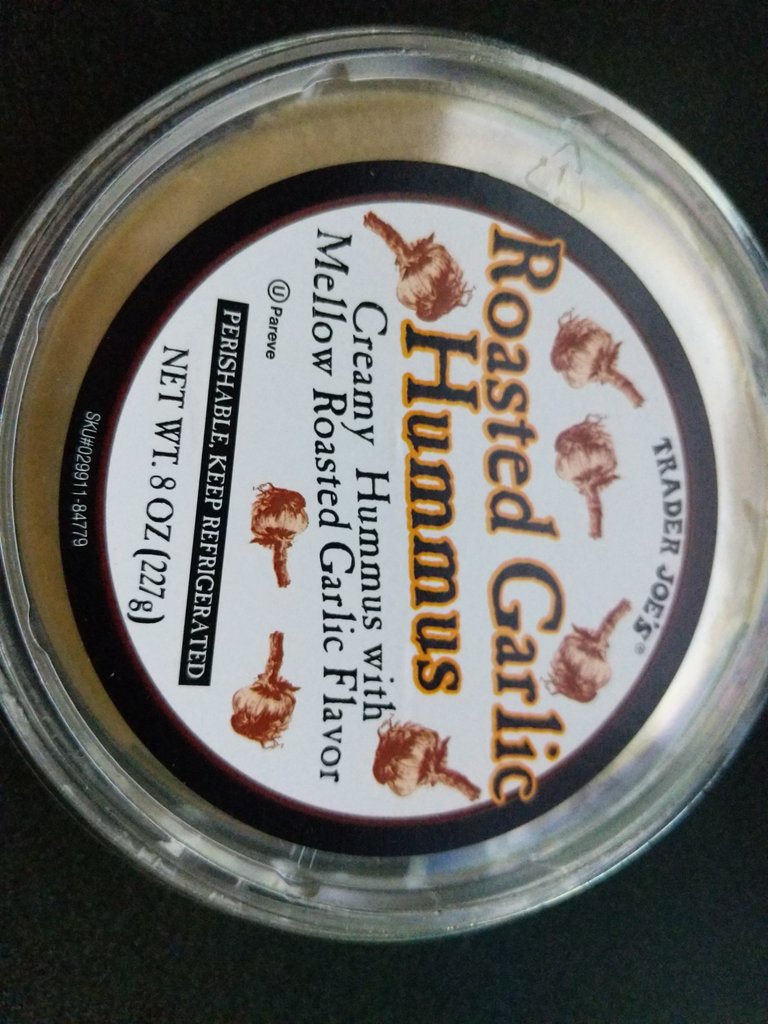 TRADER JOE'S®
Roasted Garlic
Hummus
Creamy Hummus with
Mellow Roasted Garlic Flavor
U Pareve
PERISHABLE, KEEP REFRIGERATED
NET WT. 8 OZ (227g)
SKU#029911-84779